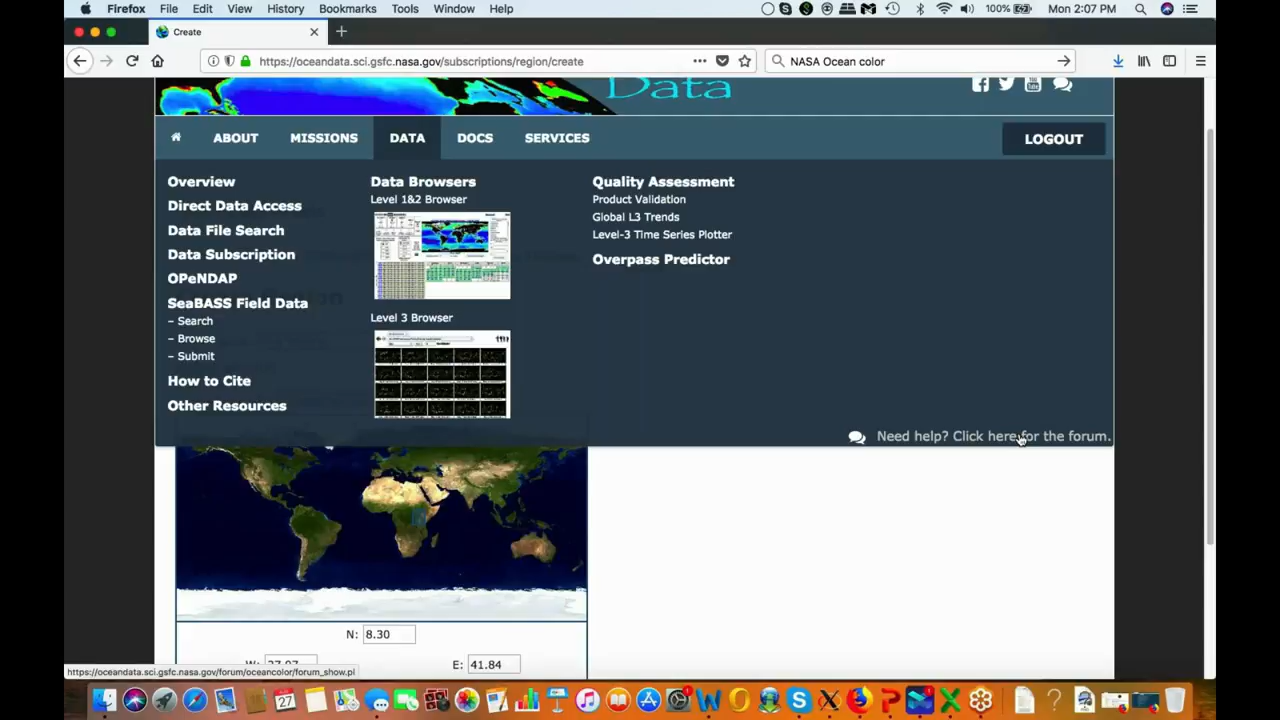 Firefox File Edit View History Bookmarks Tools Window Help 100% Mon 2:07 PM
Create
https://oceandata.sci.gsfc.nasa.gov/subscriptions/region/create
NASA Ocean color
Data
ABOUT MISSIONS DATA DOCS SERVICES LOGOUT
Overview
Direct Data Access
Data File Search
Data Subscription
OPeNDAP
SeaBASS Field Data
– Search
– Browse
– Submit
How to Cite
Other Resources
Data Browsers
Level 1&2 Browser
Level 3 Browser
Quality Assessment
Product Validation
Global L3 Trends
Level-3 Time Series Plotter
Overpass Predictor
Need help? Click here for the forum.
N: 8.30
W:
E: 41.84
https://oceandata.sci.gsfc.nasa.gov/forum/oceancolor/forum_show.pl